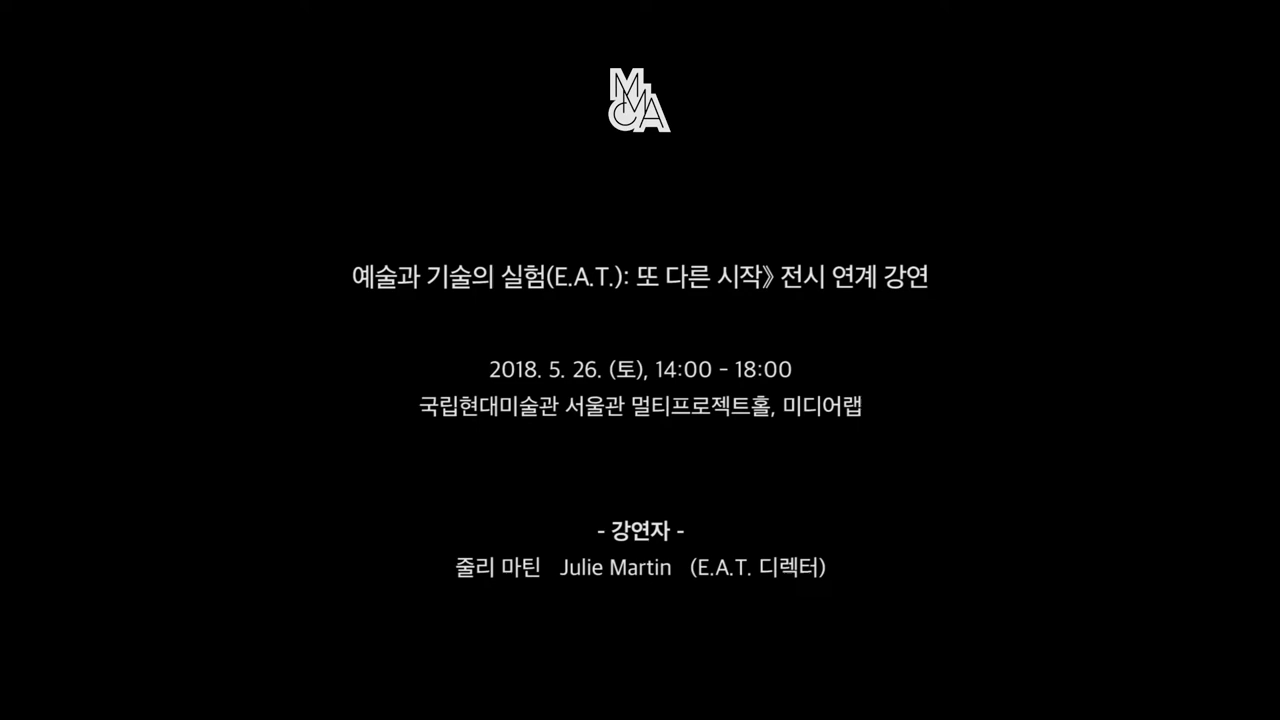 MMCA
예술과 기술의 실험(E.A.T.): 또 다른 시작》 전시 연계 강연
2018. 5. 26. (토), 14:00 - 18:00
국립현대미술관 서울관 멀티프로젝트홀, 미디어랩
- 강연자 -
줄리 마틴 Julie Martin (E.A.T. 디렉터)